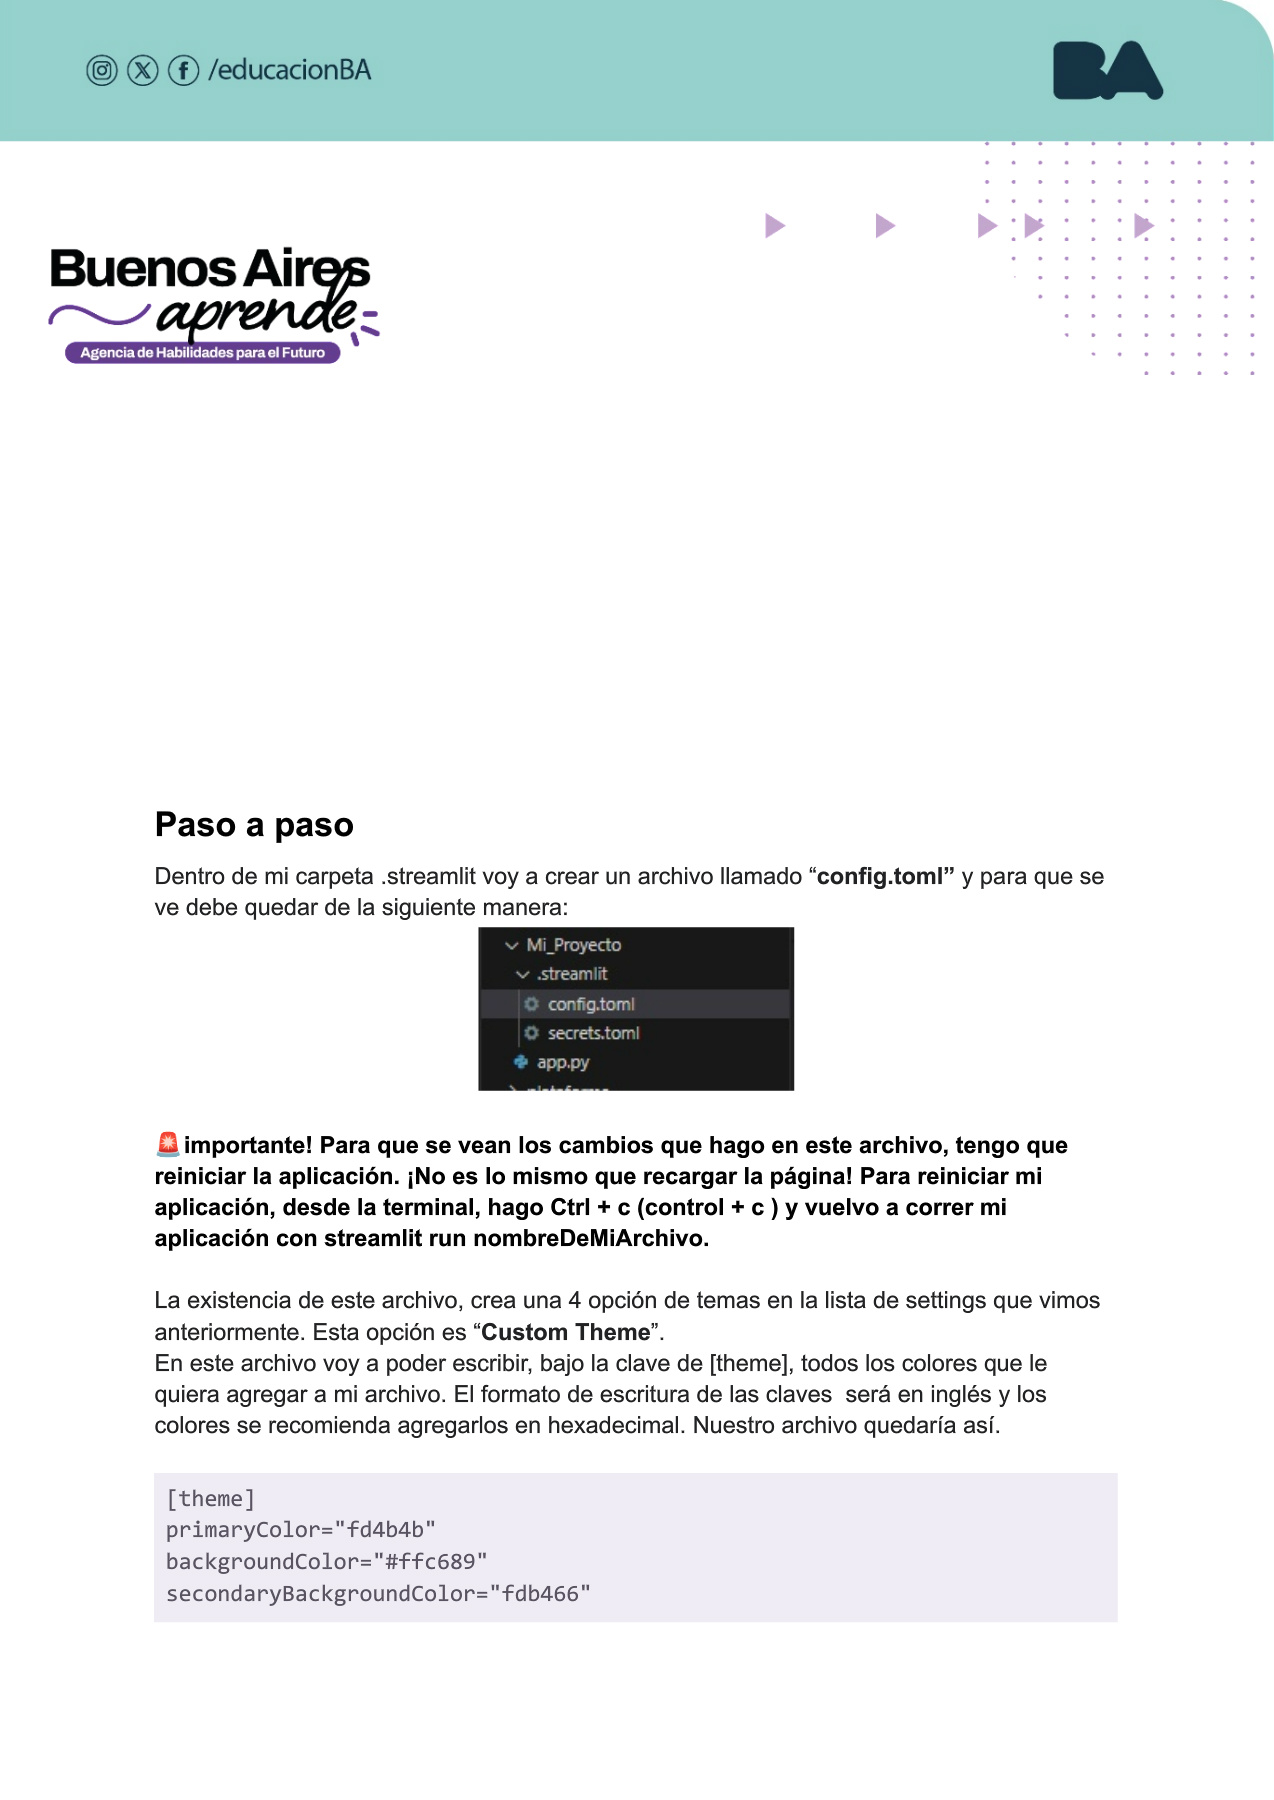 /educacionBA
BA
Buenos Aires
aprende
Agencia de Habilidades para el Futuro
Paso a paso
Dentro de mi carpeta .streamlit voy a crear un archivo llamado “config.toml” y para que se
ve debe quedar de la siguiente manera:
Mi_Proyecto
.streamlit
config.toml
secrets.toml
app.py
🚨importante! Para que se vean los cambios que hago en este archivo, tengo que
reiniciar la aplicación. ¡No es lo mismo que recargar la página! Para reiniciar mi
aplicación, desde la terminal, hago Ctrl + c (control + c ) y vuelvo a correr mi
aplicación con streamlit run nombreDeMiArchivo.
La existencia de este archivo, crea una 4 opción de temas en la lista de settings que vimos
anteriormente. Esta opción es “Custom Theme”.
En este archivo voy a poder escribir, bajo la clave de [theme], todos los colores que le
quiera agregar a mi archivo. El formato de escritura de las claves  será en inglés y los
colores se recomienda agregarlos en hexadecimal. Nuestro archivo quedaría así.
[theme]
primaryColor="fd4b4b"
backgroundColor="#ffc689"
secondaryBackgroundColor="fdb466"